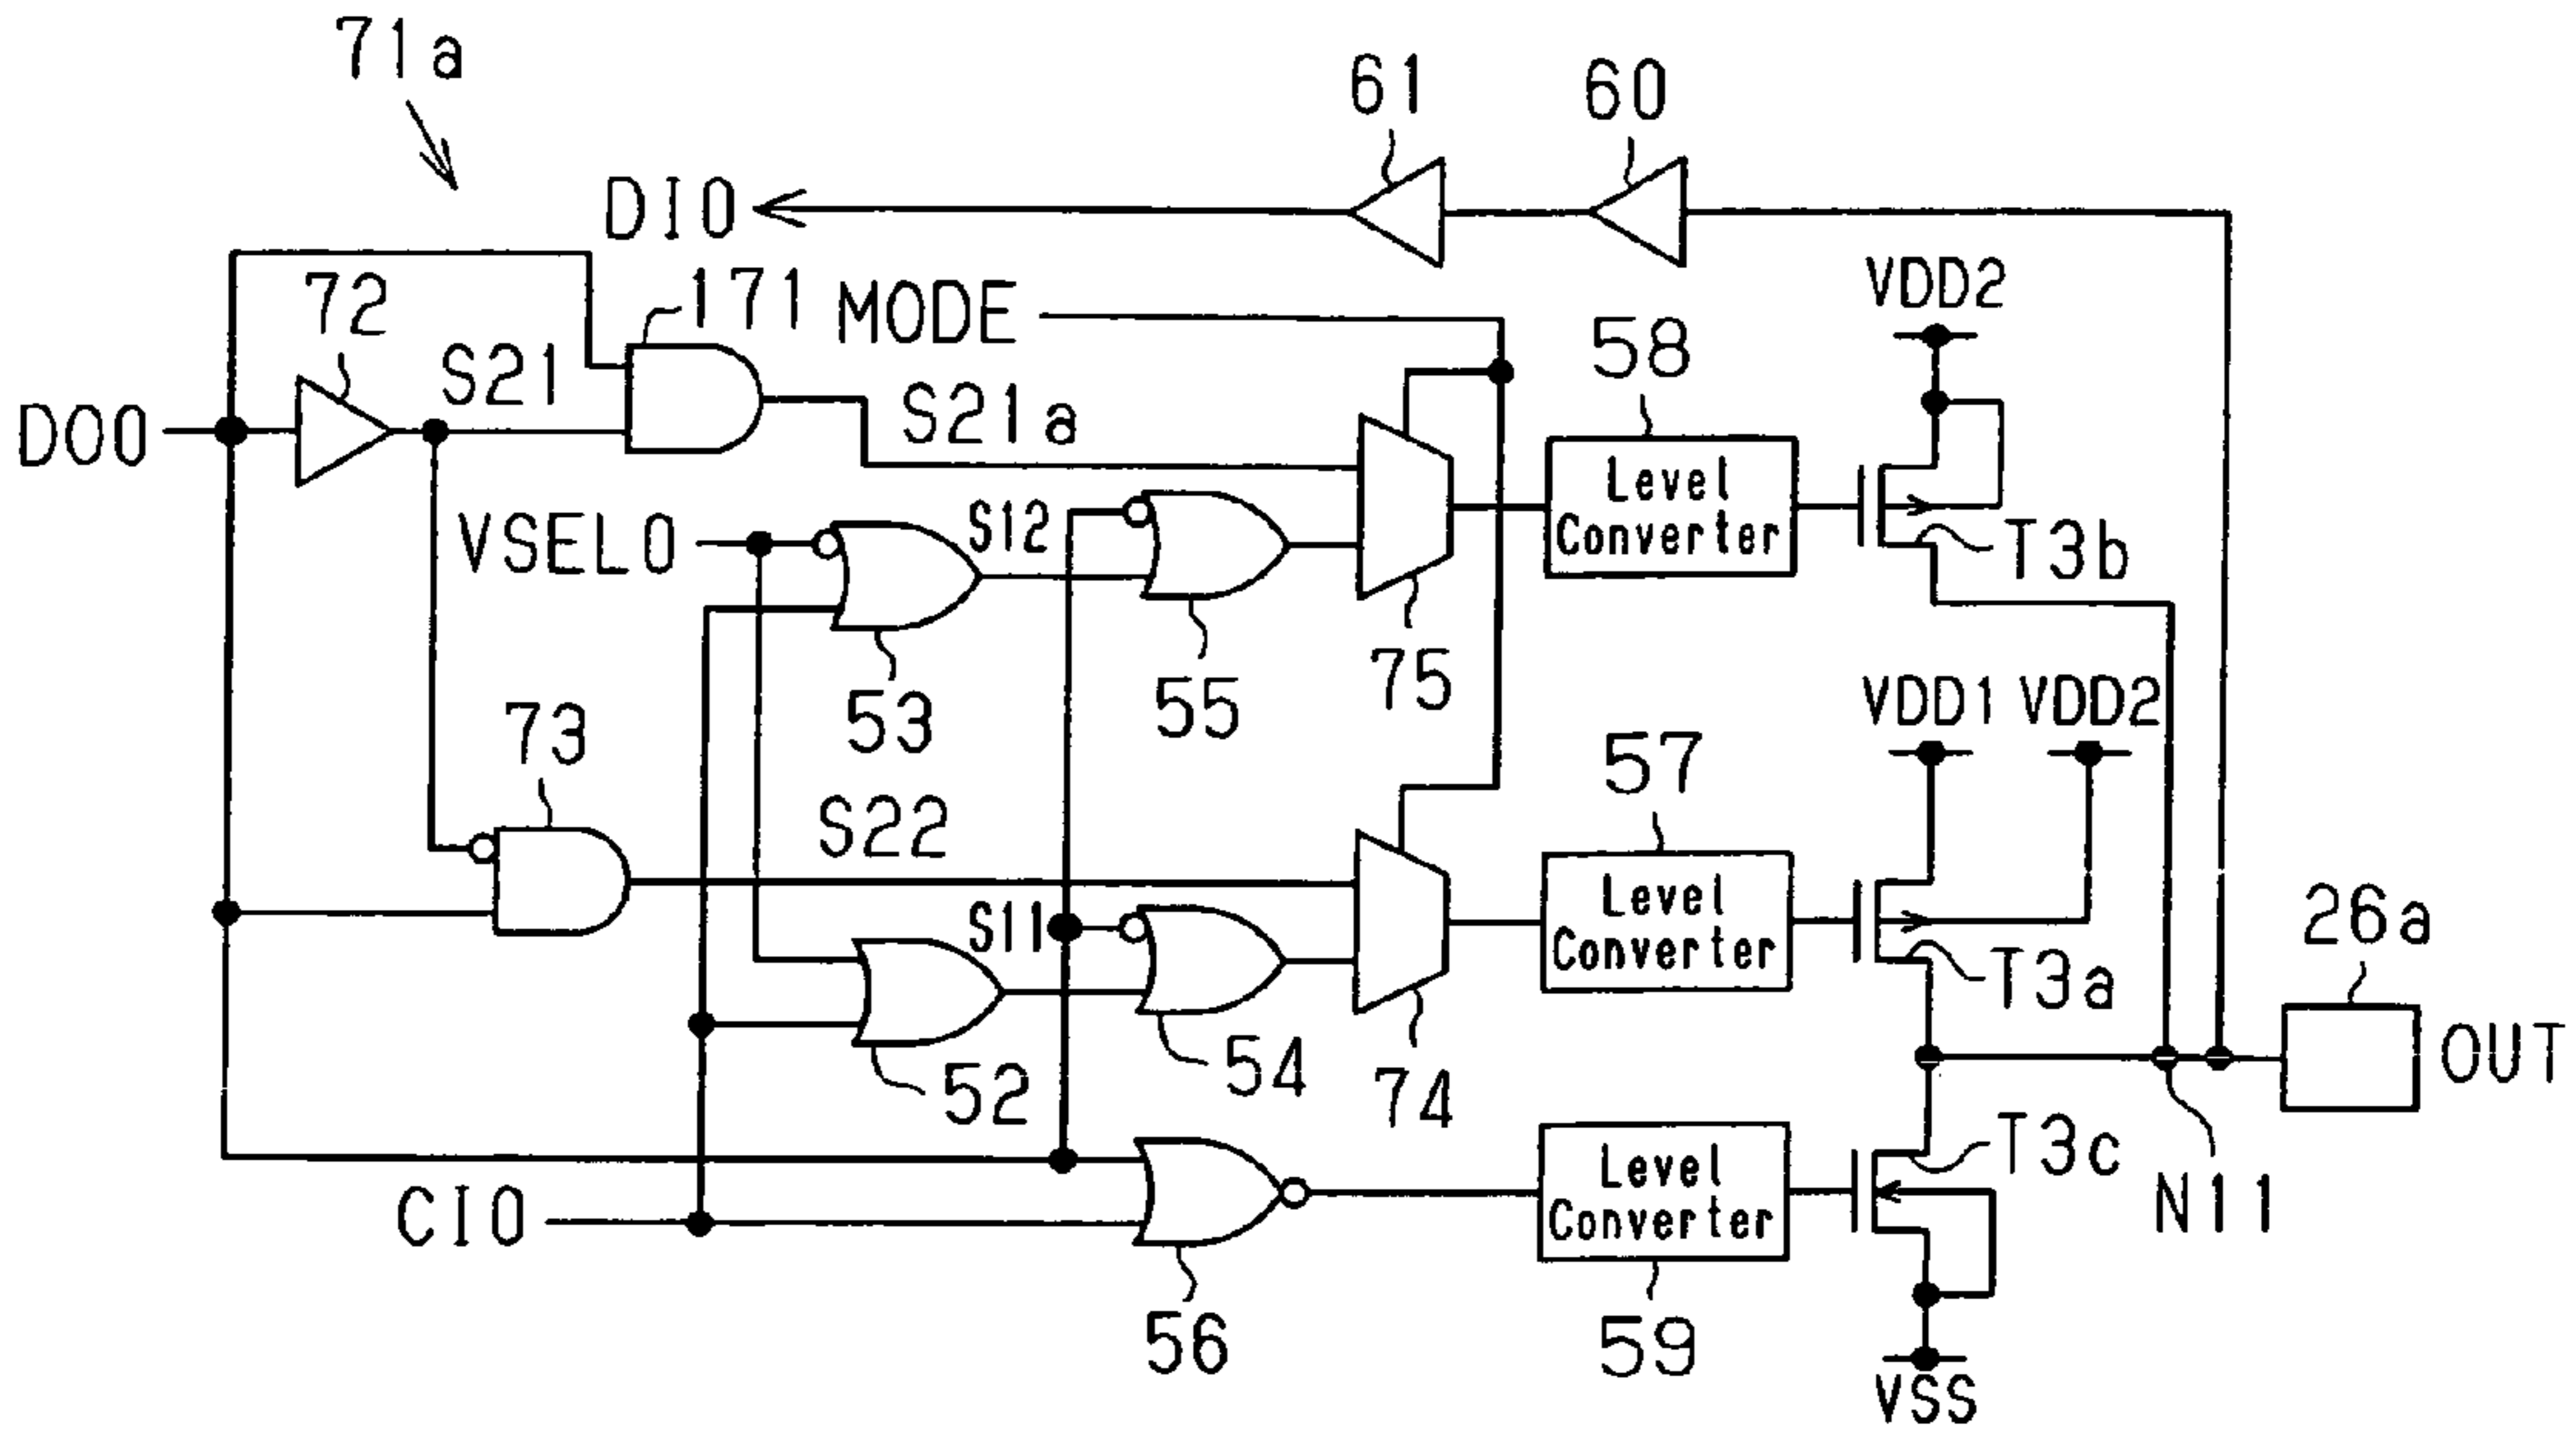 71a
61
60
DI0
171
72
MODE
VDD2
S21
58
S21a
DO0
Level
Converter
VSEL0
S12
T3b
53
55
75
73
VDD1
VDD2
57
S22
Level
Converter
S11
26a
T3a
52
54
74
OUT
Level
Converter
T3c
CI0
N11
56
59
VSS